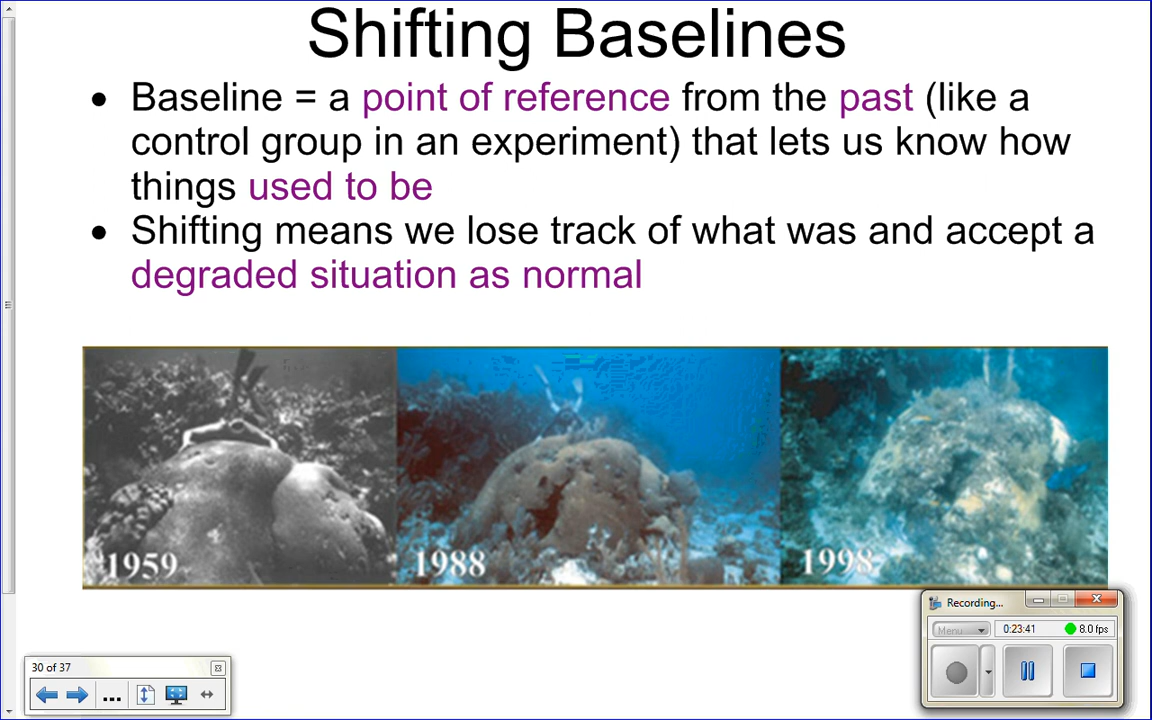 Shifting Baselines
• Baseline = a point of reference from the past (like a
control group in an experiment) that lets us know how
things used to be
• Shifting means we lose track of what was and accept a
degraded situation as normal
1959
1988
1998
Recording...
Menu
0:23:41
8.0 fps
30 of 37
...